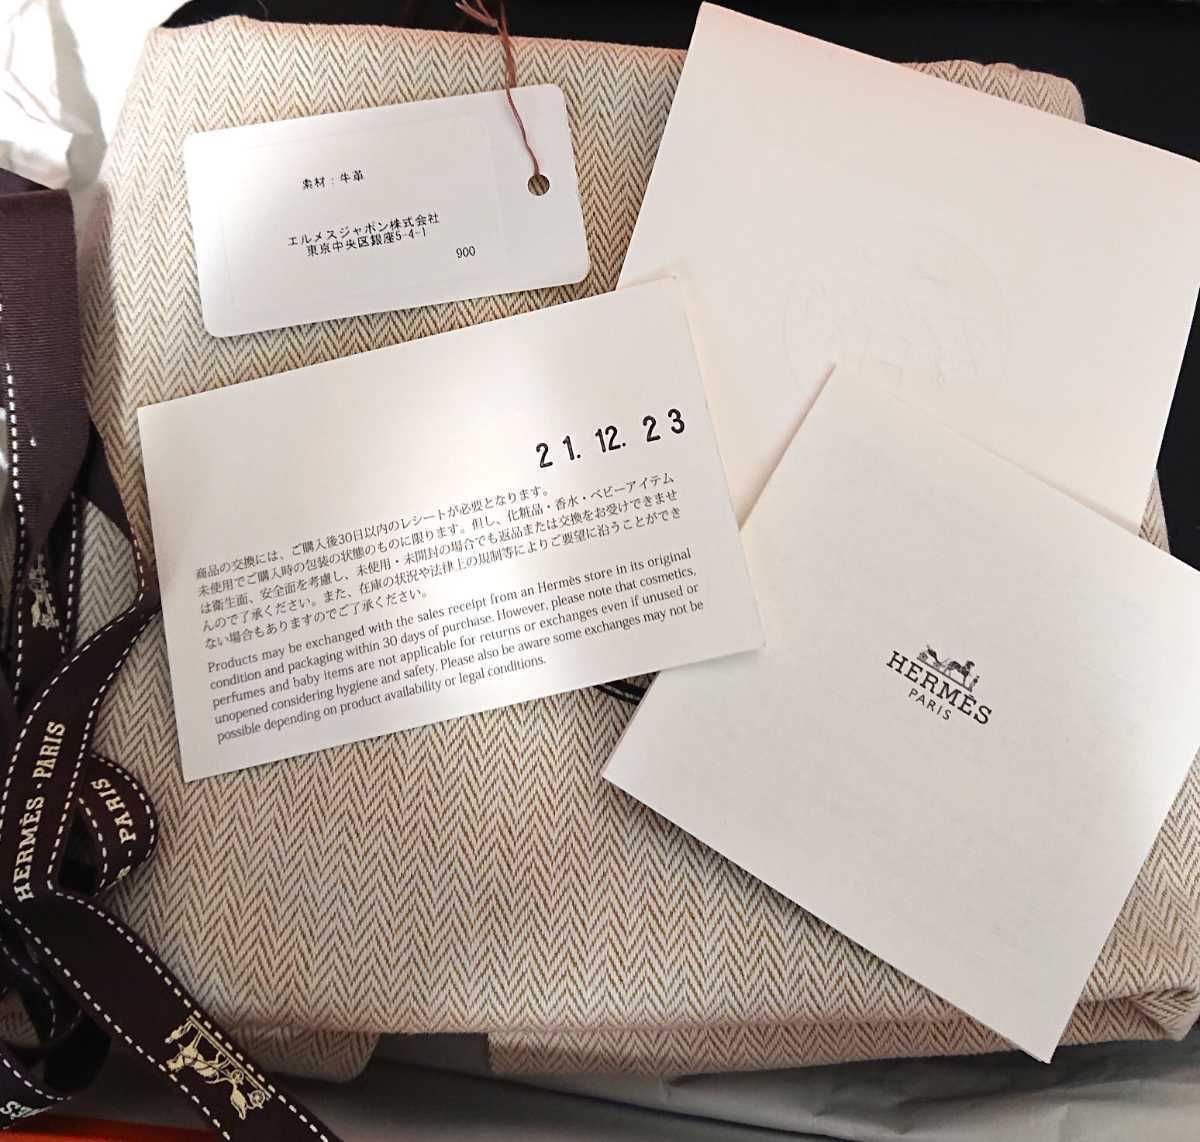 素材：牛革
エルメスジャポン株式会社
東京中央区銀座5-4-1
900
21. 12. 23
商品の交換には、ご購入後30日以内のレシートが必要となります。
未使用でご購入時の包装の状態のものに限ります。但し、化粧品・香水・ベビーアイテム
は衛生面、安全面を考慮し、未使用・未開封の場合でも返品または交換をお受けできませ
んので了承ください。また、在庫の状況や法律上の規制等によりご要望に沿うことができ
ない場合もありますのでご了承ください。
Products may be exchanged with the sales receipt from an Hermès store in its original
condition and packaging within 30 days of purchase. However, please note that cosmetics,
perfumes and baby items are not applicable for returns or exchanges even if unused or
unopened considering hygiene and safety. Please also be aware some exchanges may not be
possible depending on product availability or legal conditions.
HERMÈS
PARIS
HERMÈS · PARIS
PARIS